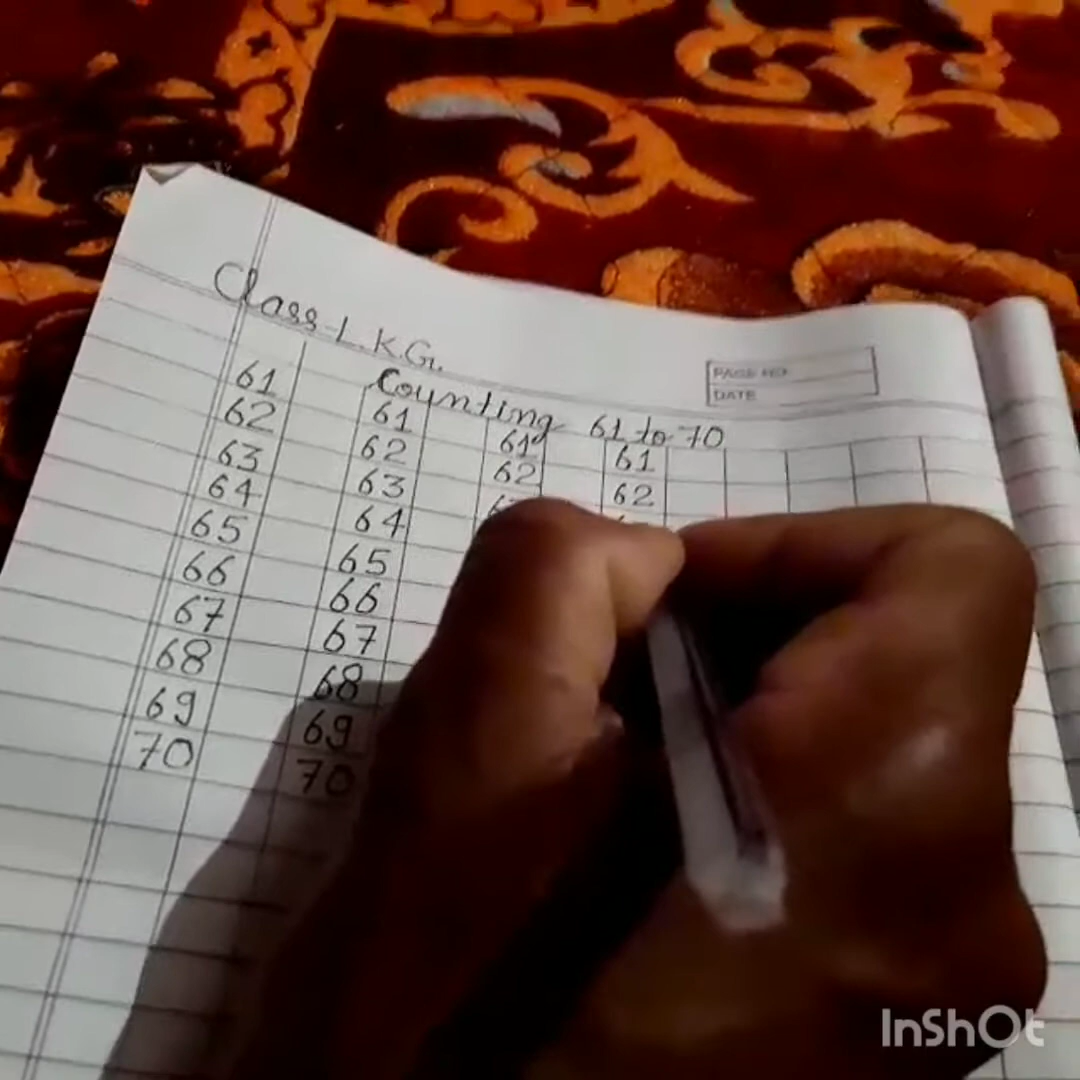 Class-L.K.G.
PAGE NO.
DATE
Counting 61 to 70
61 61 61 61
62 62 62 62
63 63
64 64
65 65
66 66
67 67
68 68
69 69
70 70
InShOt